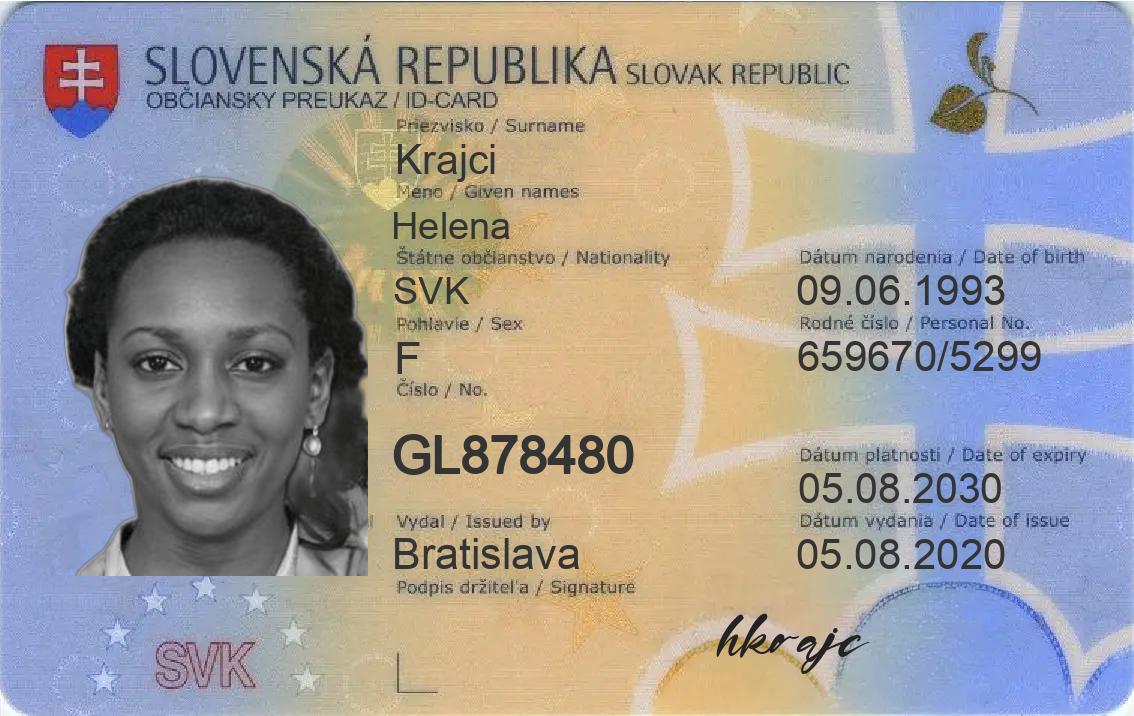 SLOVENSKÁ REPUBLIKA SLOVAK REPUBLIC
OBČIANSKY PREUKAZ / ID-CARD
Priezvisko / Surname
Krajci
Meno / Given names
Helena
Štátne občianstvo / Nationality
SVK
Dátum narodenia / Date of birth
09.06.1993
Pohlavie / Sex
F
Rodné číslo / Personal No.
659670/5299
Číslo / No.
GL878480
Dátum platnosti / Date of expiry
05.08.2030
Vydal / Issued by
Bratislava
Dátum vydania / Date of issue
05.08.2020
Podpis držiteľa / Signature
hkrajc
SVK